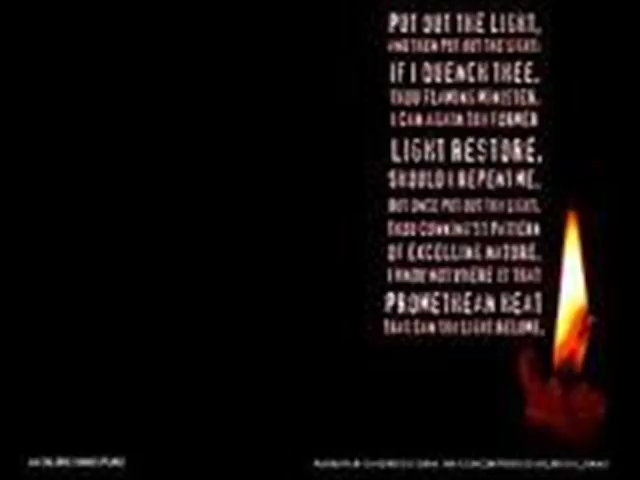 PUT OUT THE LIGHT,
AND THEN PUT OUT THE LIGHT:
IF I QUENCH THEE,
THOU FLAMING MINISTER,
I CAN AGAIN THY FORMER
LIGHT RESTORE,
SHOULD I REPENT ME,
BUT ONCE PUT OUT THY LIGHT,
THOU CUNNING'ST PATTERN
OF EXCELLING NATURE,
I KNOW NOT WHERE IS THAT
PROMETHEAN HEAT
THAT CAN THY LIGHT RELUME.